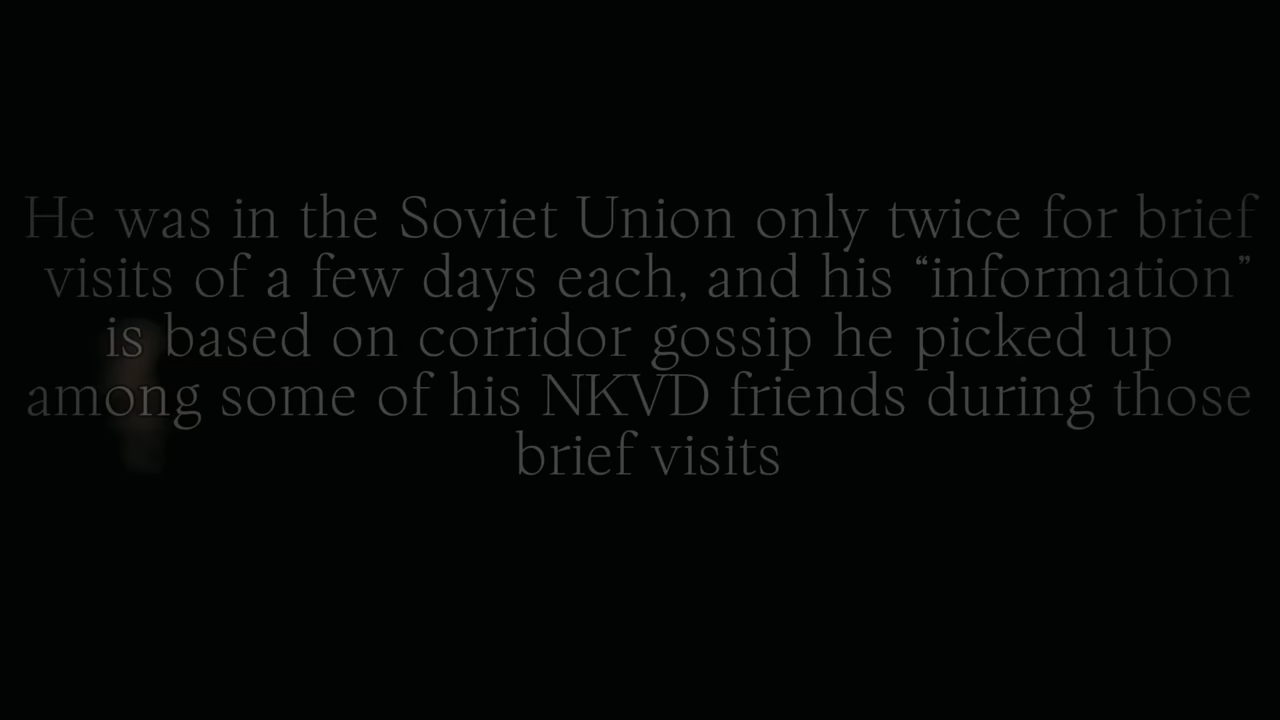 He was in the Soviet Union only twice for brief
visits of a few days each, and his “information”
is based on corridor gossip he picked up
among some of his NKVD friends during those
brief visits